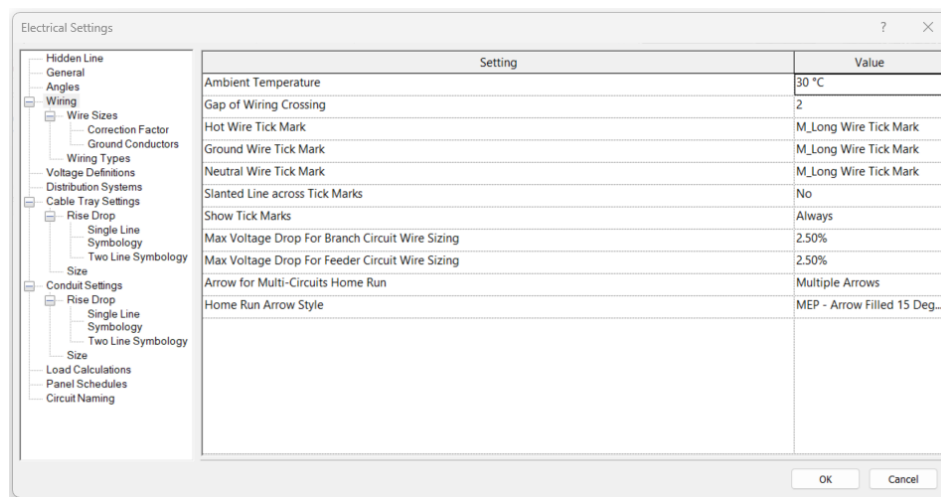 Electrical Settings
?
Hidden Line
General
Angles
Wiring
Wire Sizes
Correction Factor
Ground Conductors
Wiring Types
Voltage Definitions
Distribution Systems
Cable Tray Settings
Rise Drop
Single Line
Symbology
Two Line Symbology
Size
Conduit Settings
Rise Drop
Single Line
Symbology
Two Line Symbology
Size
Load Calculations
Panel Schedules
Circuit Naming
Setting Value
Ambient Temperature 30 °C
Gap of Wiring Crossing 2
Hot Wire Tick Mark M_Long Wire Tick Mark
Ground Wire Tick Mark M_Long Wire Tick Mark
Neutral Wire Tick Mark M_Long Wire Tick Mark
Slanted Line across Tick Marks No
Show Tick Marks Always
Max Voltage Drop For Branch Circuit Wire Sizing 2.50%
Max Voltage Drop For Feeder Circuit Wire Sizing 2.50%
Arrow for Multi-Circuits Home Run Multiple Arrows
Home Run Arrow Style MEP - Arrow Filled 15 Deg...
OK Cancel